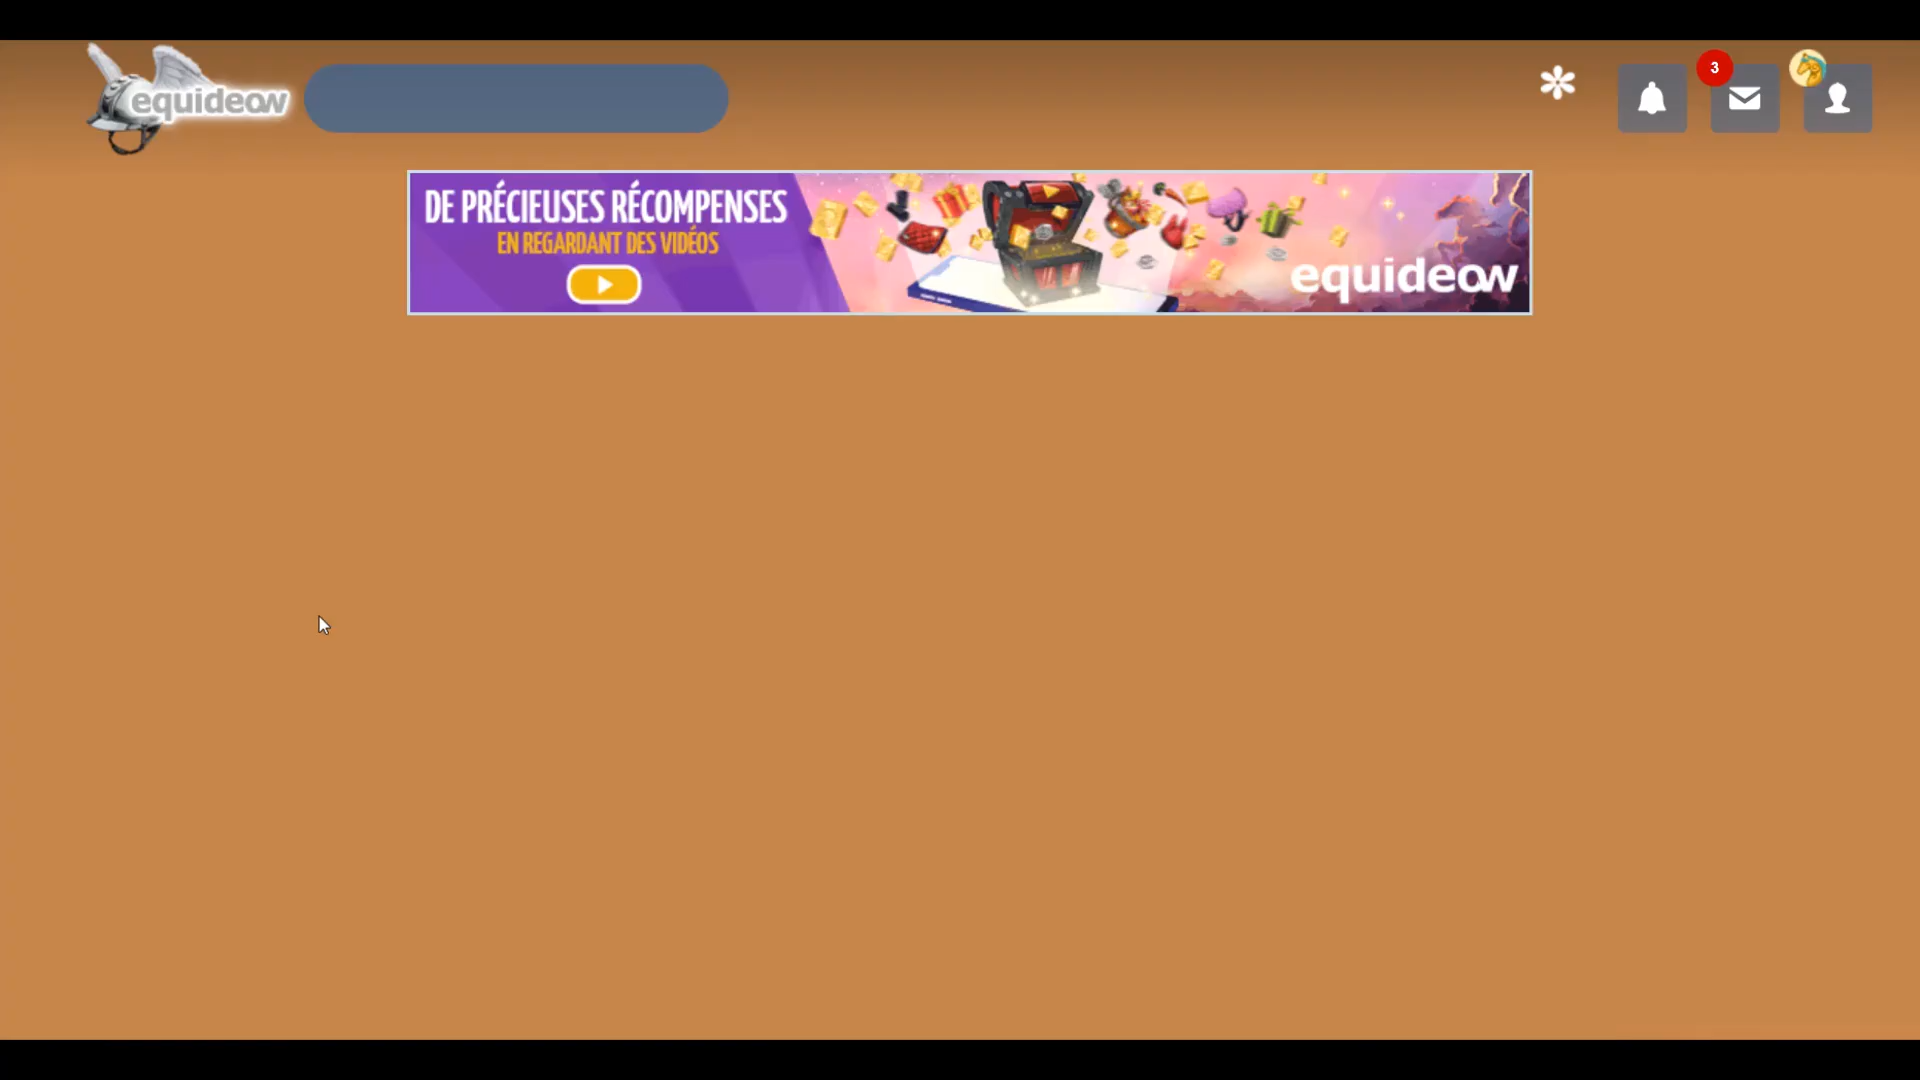 equideow
3
DE PRÉCIEUSES RÉCOMPENSES
EN REGARDANT DES VIDÉOS
equideow